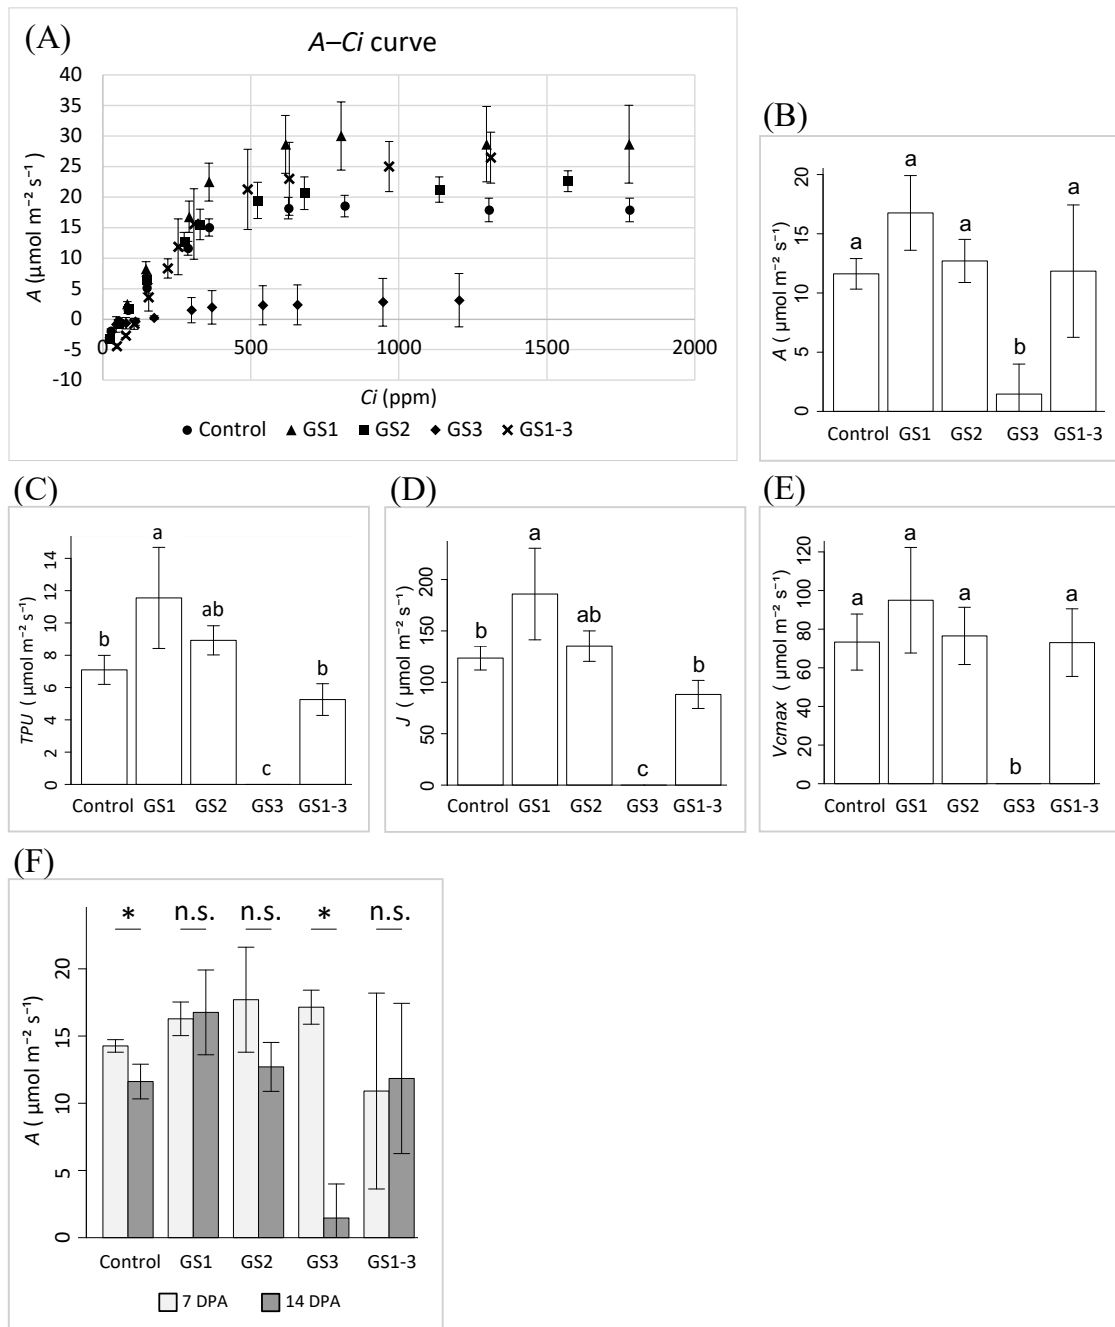 (A)
A–Ci curve
40
35
30
25
20
15
10
5
0
-5
-10
A (µmol m⁻² s⁻¹)
0 500 1000 1500 2000
Ci (ppm)
Control GS1 GS2 GS3 GS1-3
(B)
20
15
10
5
0
A ( µmol m⁻² s⁻¹)
a a a b a
Control GS1 GS2 GS3 GS1-3
(C)
14
12
10
8
6
4
2
0
TPU ( µmol m⁻² s⁻¹)
b a ab c b
Control GS1 GS2 GS3 GS1-3
(D)
200
150
100
50
0
J ( µmol m⁻² s⁻¹)
b a ab c b
Control GS1 GS2 GS3 GS1-3
(E)
120
100
80
60
40
20
0
Vcmax ( µmol m⁻² s⁻¹)
a a a b a
Control GS1 GS2 GS3 GS1-3
(F)
* n.s. n.s. * n.s.
20
15
10
5
0
A ( µmol m⁻² s⁻¹)
Control GS1 GS2 GS3 GS1-3
7 DPA 14 DPA